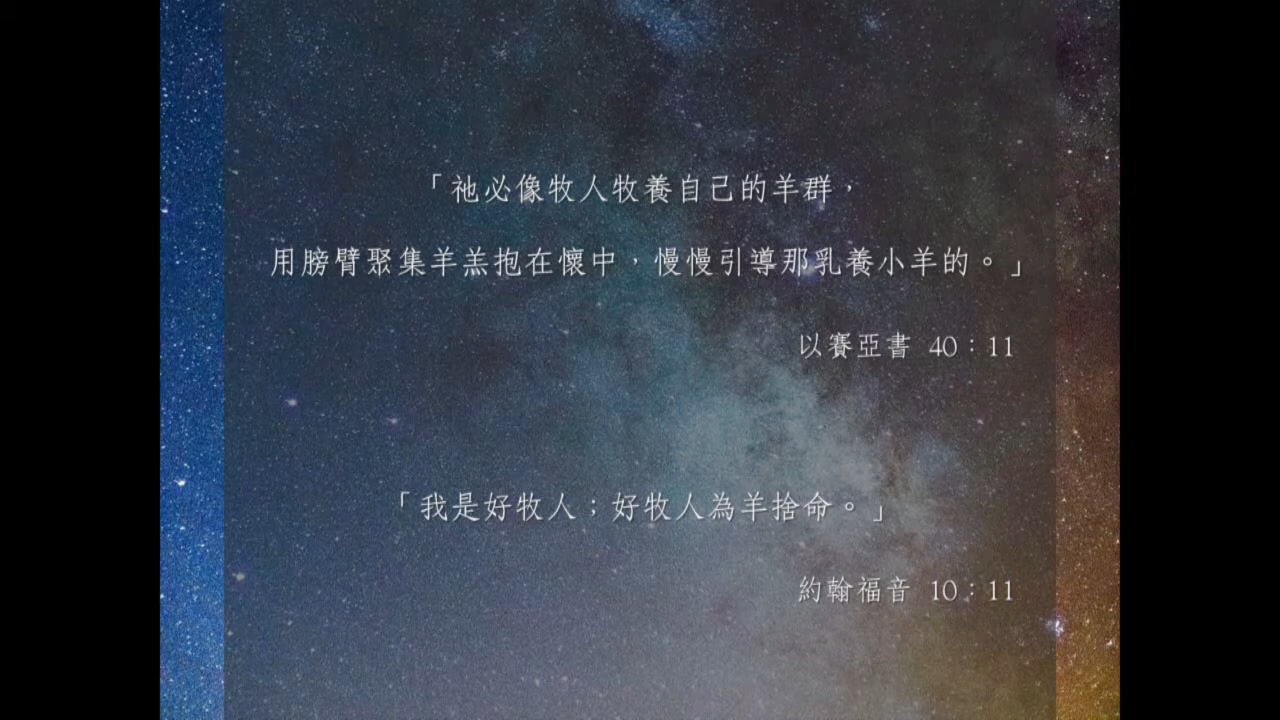 「祂必像牧人牧養自己的羊群，
用膀臂聚集羊羔抱在懷中，慢慢引導那乳養小羊的。」
以賽亞書 40：11
「我是好牧人；好牧人為羊捨命。」
約翰福音 10：11